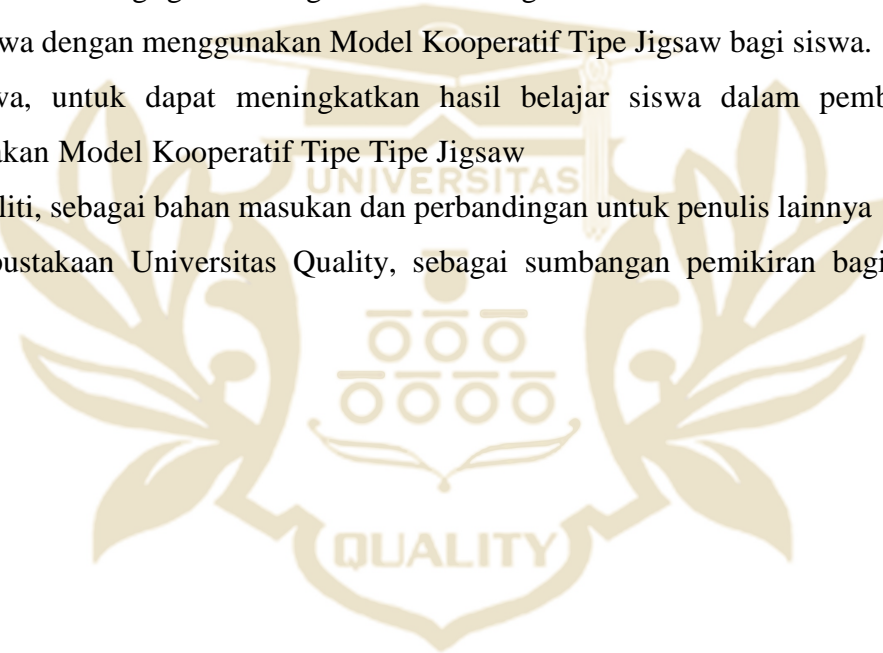 wa dengan menggunakan Model Kooperatif Tipe Jigsaw bagi siswa.
va, untuk dapat meningkatkan hasil belajar siswa dalam pemb
akan Model Kooperatif Tipe Tipe Jigsaw
UNIVERSITAS
liti, sebagai bahan masukan dan perbandingan untuk penulis lainnya
pustakaan Universitas Quality, sebagai sumbangan pemikiran bagi
QUALITY